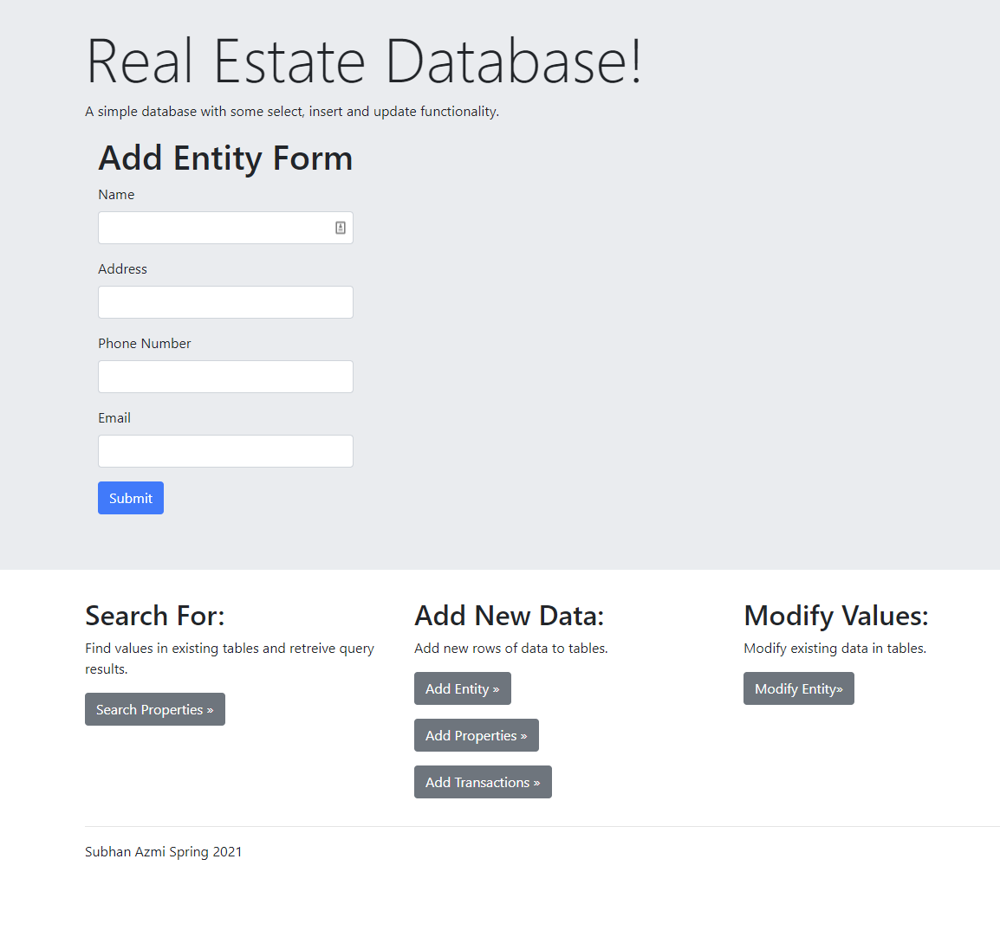 Real Estate Database!
A simple database with some select, insert and update functionality.
Add Entity Form
Name
Address
Phone Number
Email
Submit
Search For:
Find values in existing tables and retreive query
results.
Search Properties »
Add New Data:
Add new rows of data to tables.
Add Entity »
Add Properties »
Add Transactions »
Modify Values:
Modify existing data in tables.
Modify Entity»
Subhan Azmi Spring 2021